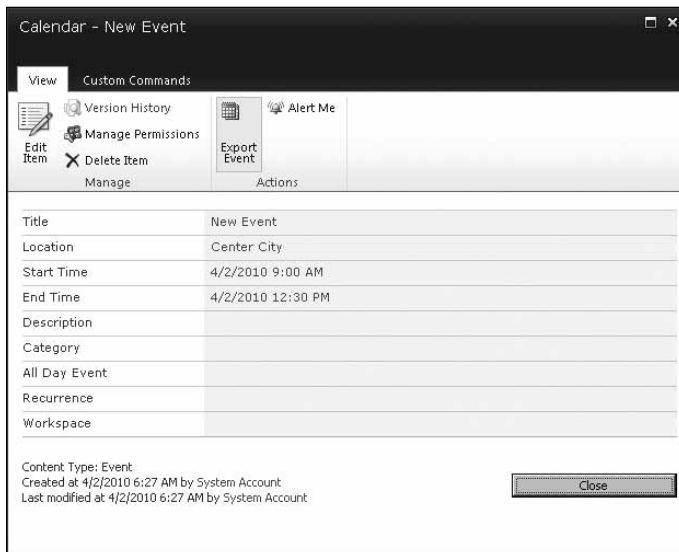 Calendar - New Event
View Custom Commands
Edit Item
Version History
Manage Permissions
Delete Item
Manage
Export Event
Alert Me
Actions
Title New Event
Location Center City
Start Time 4/2/2010 9:00 AM
End Time 4/2/2010 12:30 PM
Description
Category
All Day Event
Recurrence
Workspace
Content Type: Event
Created at 4/2/2010 6:27 AM by System Account
Last modified at 4/2/2010 6:27 AM by System Account
Close